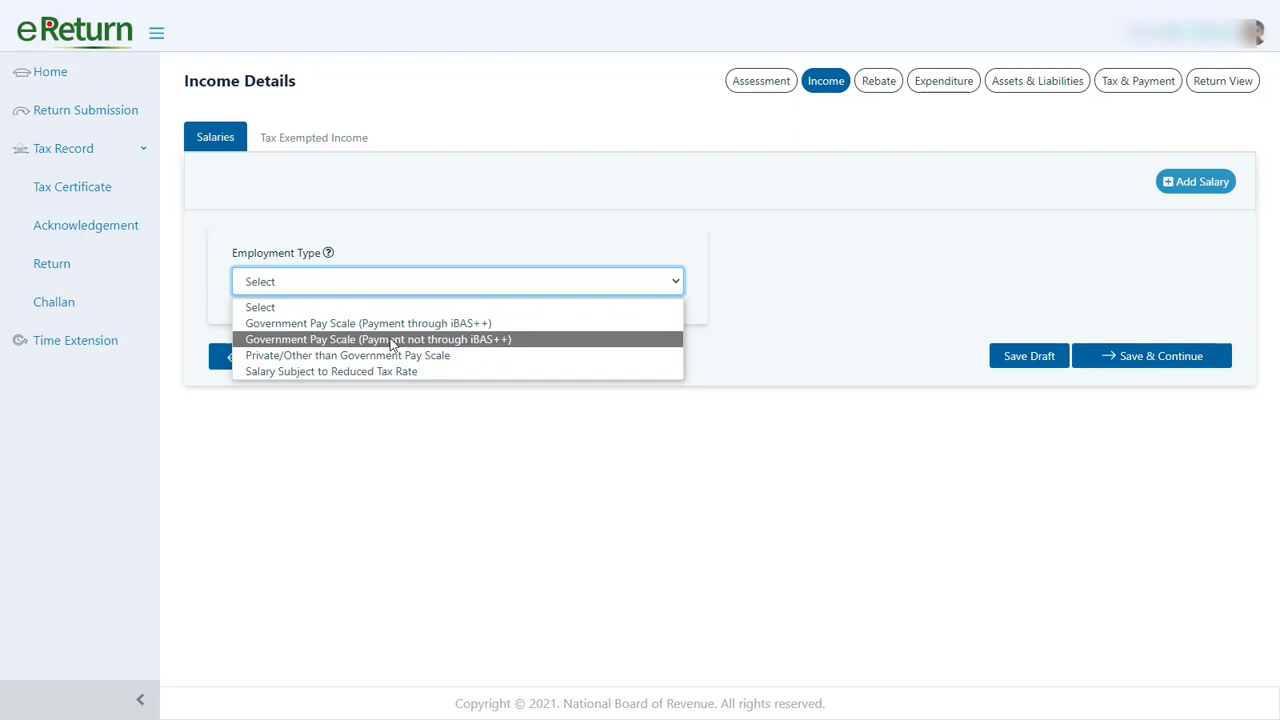 eReturn
Home
Return Submission
Tax Record
Tax Certificate
Acknowledgement
Return
Challan
Time Extension
Income Details
Assessment
Income
Rebate
Expenditure
Assets & Liabilities
Tax & Payment
Return View
Salaries
Tax Exempted Income
Add Salary
Employment Type
Select
Select
Government Pay Scale (Payment through iBAS++)
Government Pay Scale (Payment not through iBAS++)
Private/Other than Government Pay Scale
Salary Subject to Reduced Tax Rate
Save Draft
Save & Continue
Copyright © 2021. National Board of Revenue. All rights reserved.